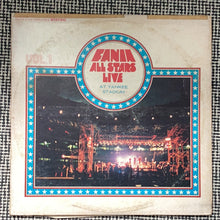 FANIA
ALL STARS
LIVE
AT YANKEE
STADIUM